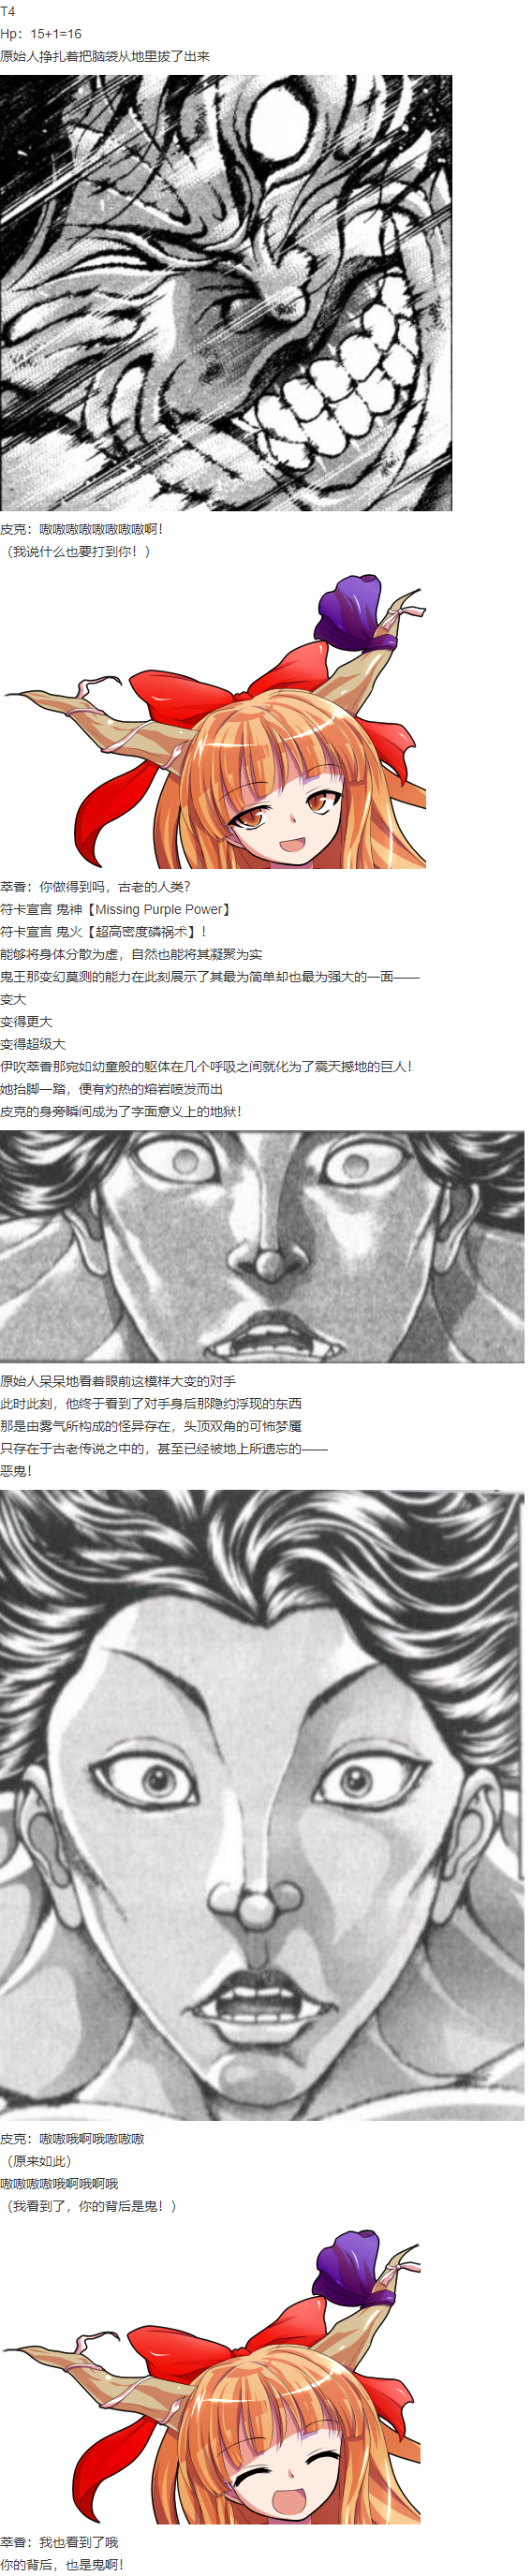 T4
Hp：15+1=16
原始人挣扎着把脑袋从地里拔了出来
皮克：嗷嗷嗷嗷嗷嗷嗷嗷啊！
（我说什么也要打到你！）
萃香：你做得到吗，古老的人类？
符卡宣言 鬼神【Missing Purple Power】
符卡宣言 鬼火【超高密度磷祸术】！
能够将身体分散为虚，自然也能将其凝聚为实
鬼王那变幻莫测的能力在此刻展示了其最为简单却也最为强大的一面——
变大
变得更大
变得超级大
伊吹萃香那宛如幼童般的躯体在几个呼吸之间就化为了震天撼地的巨人！
她抬脚一踏，便有灼热的熔岩喷发而出
皮克的身旁瞬间成为了字面意义上的地狱！
原始人呆呆地看着眼前这模样大变的对手
此时此刻，他终于看到了对手身后那隐约浮现的东西
那是由雾气所构成的怪异存在，头顶双角的可怖梦魇
只存在于古老传说之中的，甚至已经被地上所遗忘的——
恶鬼！
皮克：嗷嗷哦啊哦嗷嗷嗷
（原来如此）
嗷嗷嗷嗷哦啊哦啊哦
（我看到了，你的背后是鬼！）
萃香：我也看到了哦
你的背后，也是鬼啊！